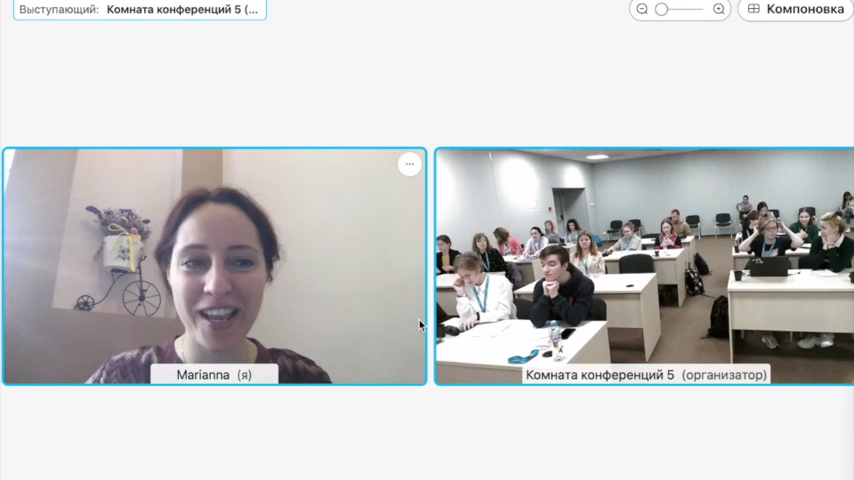 Выступающий: Комната конференций 5 (...
Компоновка
Marianna (я)
Комната конференций 5 (организатор)